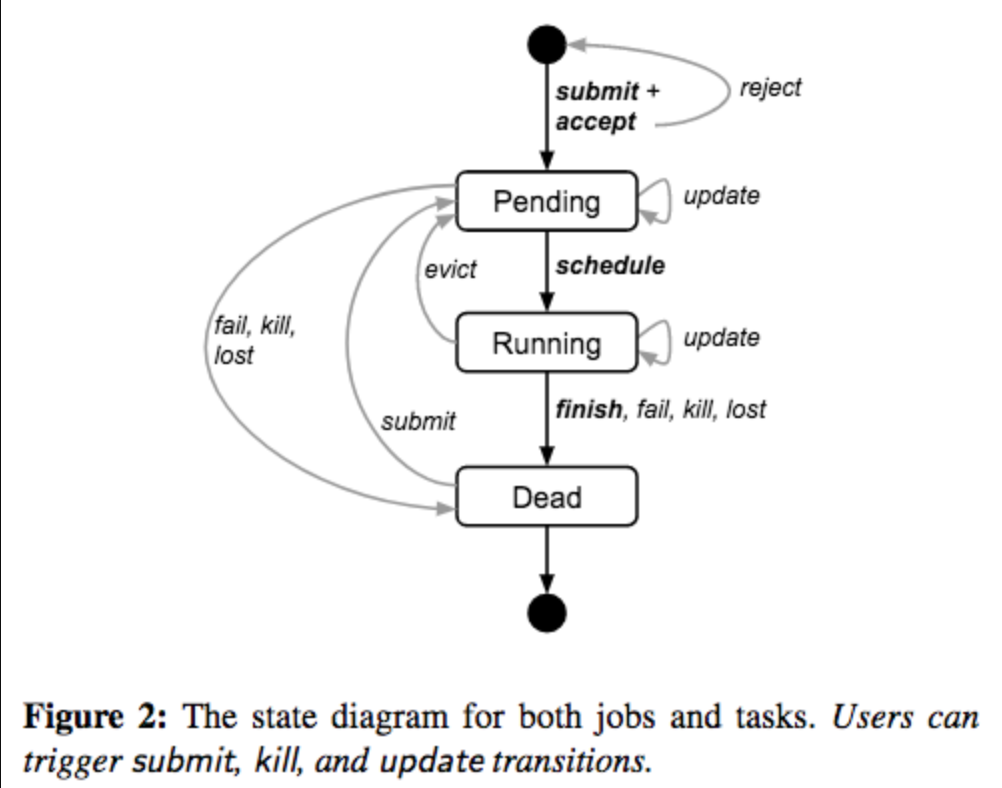 submit +
accept
reject
Pending
update
schedule
evict
Running
update
fail, kill,
lost
finish, fail, kill, lost
submit
Dead
Figure 2: The state diagram for both jobs and tasks. Users can
trigger submit, kill, and update transitions.